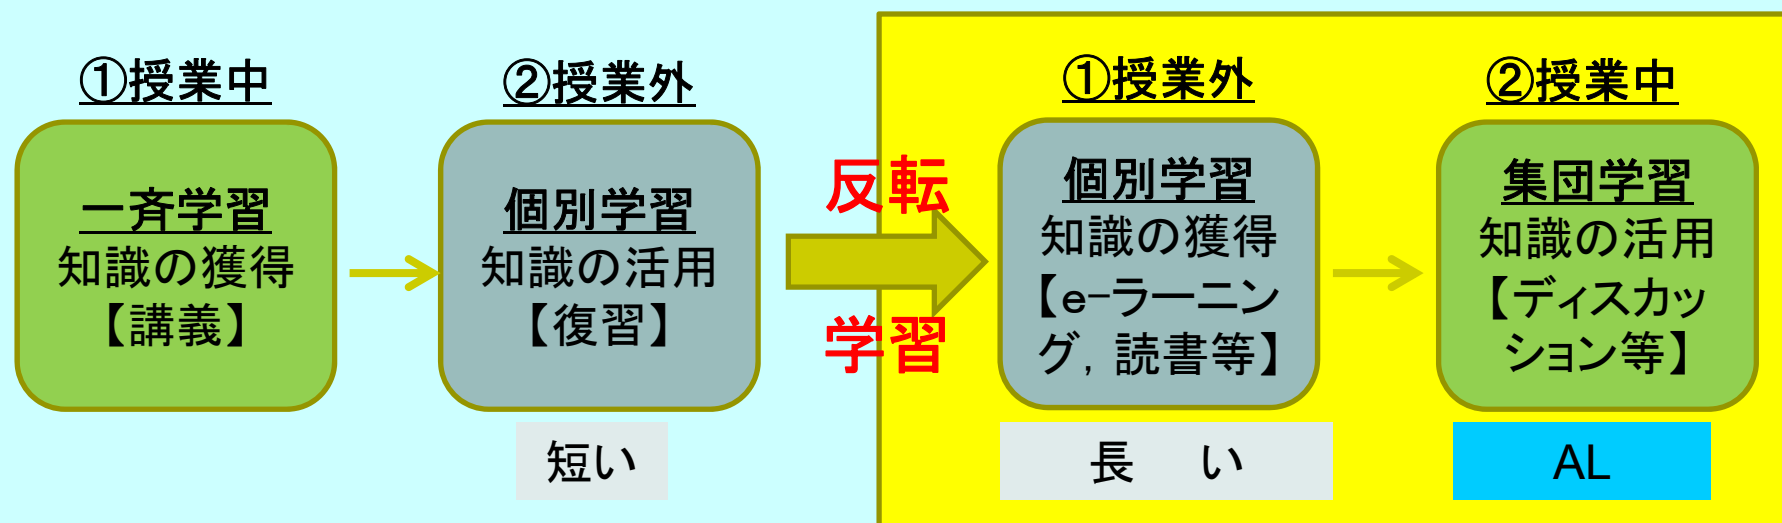 ①授業中
一斉学習
知識の獲得
【講義】
②授業外
個別学習
知識の活用
【復習】
短い
反転
学習
①授業外
個別学習
知識の獲得
【e-ラーニン
グ，読書等】
長　い
②授業中
集団学習
知識の活用
【ディスカッ
ション等】
AL